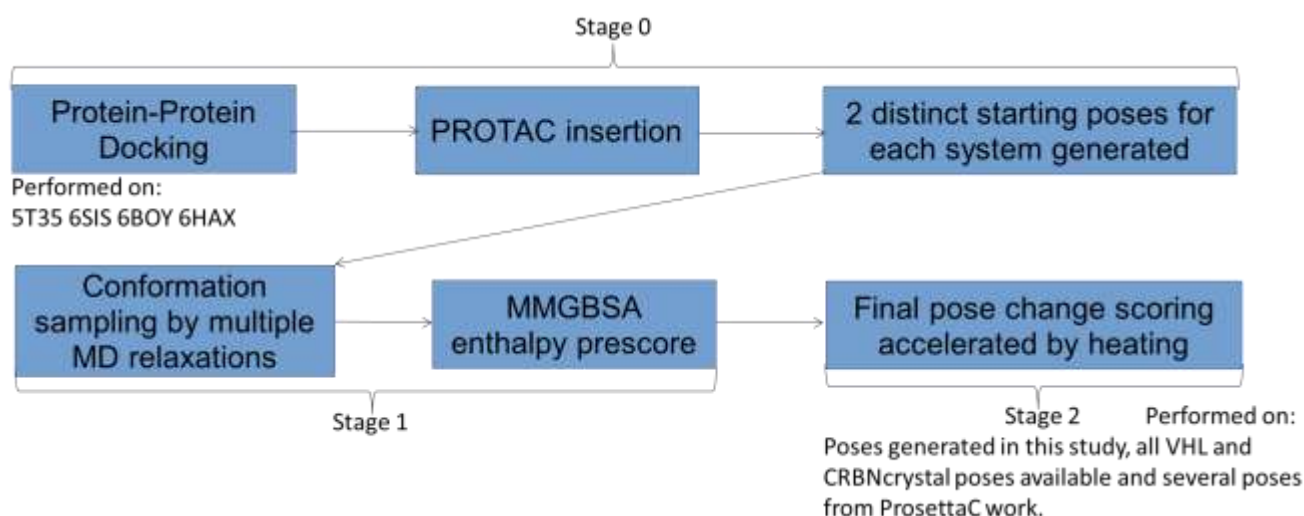 Stage 0
Protein-Protein
Docking
PROTAC insertion
2 distinct starting poses for
each system generated
Performed on:
5T35 6SIS 6BOY 6HAX
Conformation
sampling by multiple
MD relaxations
MMGBSA
enthalpy prescore
Final pose change scoring
accelerated by heating
Stage 1
Stage 2
Performed on:
Poses generated in this study, all VHL and
CRBNcrystal poses available and several poses
from ProsettaC work.